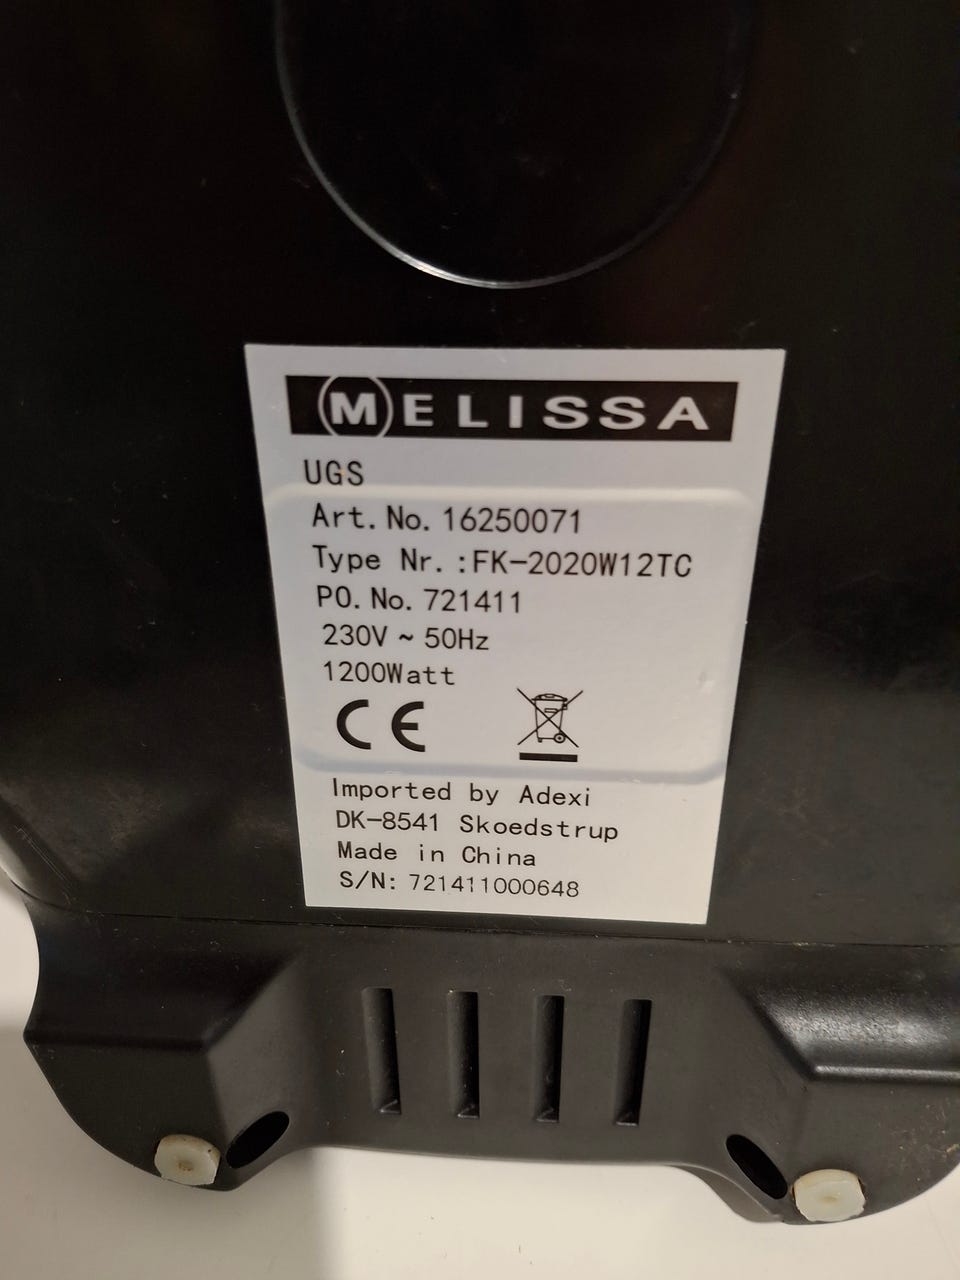 MELISSA
UGS
Art.No. 16250071
Type Nr.:FK-2020W12TC
PO.No. 721411
230V ~ 50Hz
1200Watt
CE
Imported by Adexi
DK-8541 Skoedstrup
Made in China
S/N: 721411000648